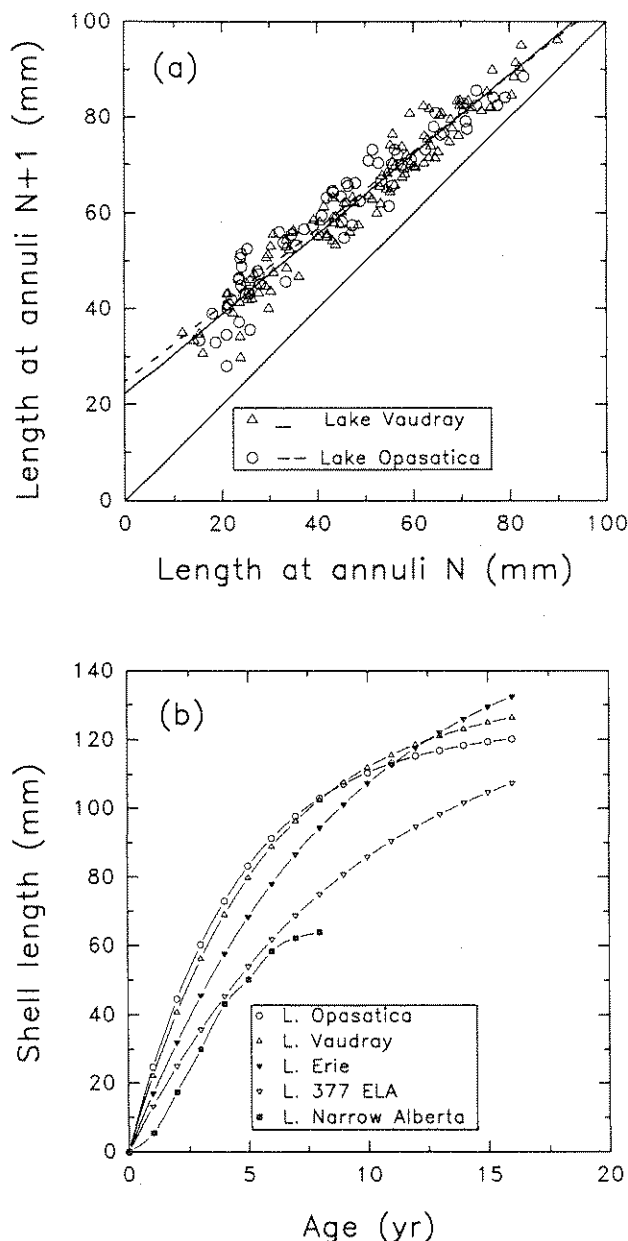 (a)
Length at annuli N+1 (mm)
100
80
60
40
20
0
Lake Vaudray
Lake Opasatica
0 20 40 60 80 100
Length at annuli N (mm)
(b)
Shell length (mm)
140
120
100
80
60
40
20
0
L. Opasatica
L. Vaudray
L. Erie
L. 377 ELA
L. Narrow Alberta
0 5 10 15 20
Age (yr)